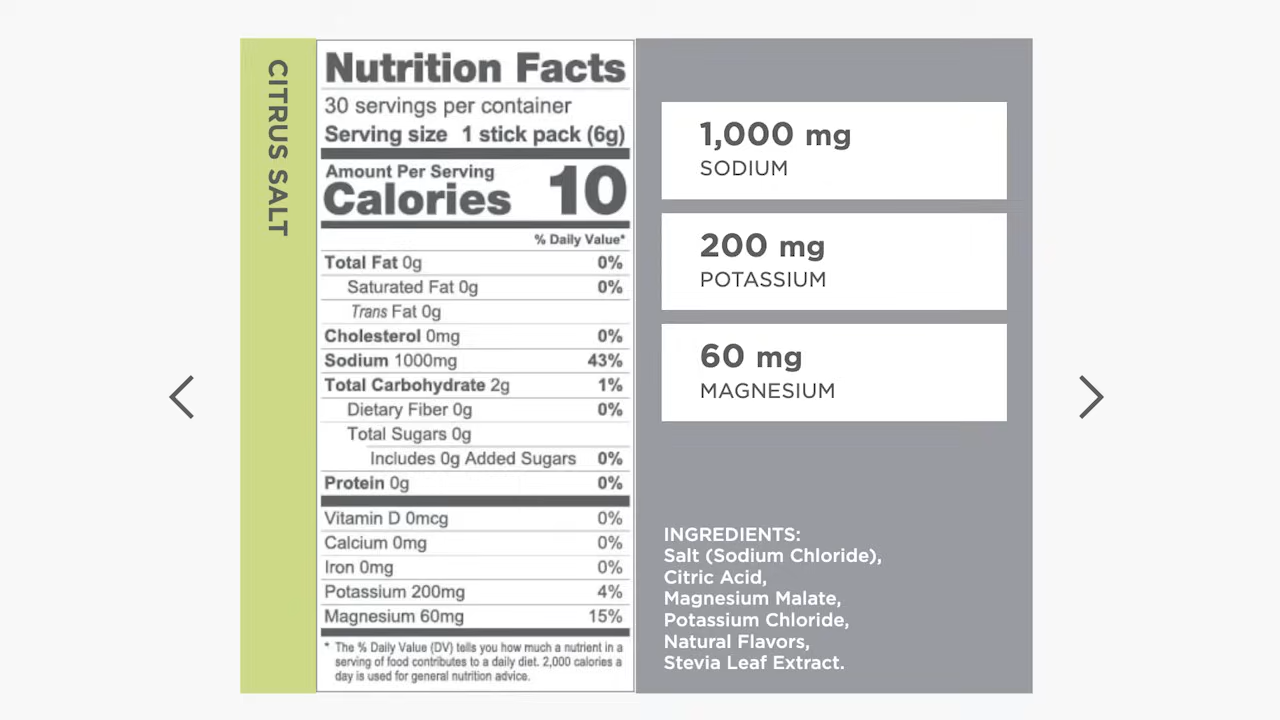 CITRUS SALT
Nutrition Facts
30 servings per container
Serving size 1 stick pack (6g)
Amount Per Serving
Calories 10
% Daily Value*
Total Fat 0g 0%
Saturated Fat 0g 0%
Trans Fat 0g
Cholesterol 0mg 0%
Sodium 1000mg 43%
Total Carbohydrate 2g 1%
Dietary Fiber 0g 0%
Total Sugars 0g
Includes 0g Added Sugars 0%
Protein 0g 0%
Vitamin D 0mcg 0%
Calcium 0mg 0%
Iron 0mg 0%
Potassium 200mg 4%
Magnesium 60mg 15%
* The % Daily Value (DV) tells you how much a nutrient in a
serving of food contributes to a daily diet. 2,000 calories a
day is used for general nutrition advice.
1,000 mg
SODIUM
200 mg
POTASSIUM
60 mg
MAGNESIUM
INGREDIENTS:
Salt (Sodium Chloride),
Citric Acid,
Magnesium Malate,
Potassium Chloride,
Natural Flavors,
Stevia Leaf Extract.